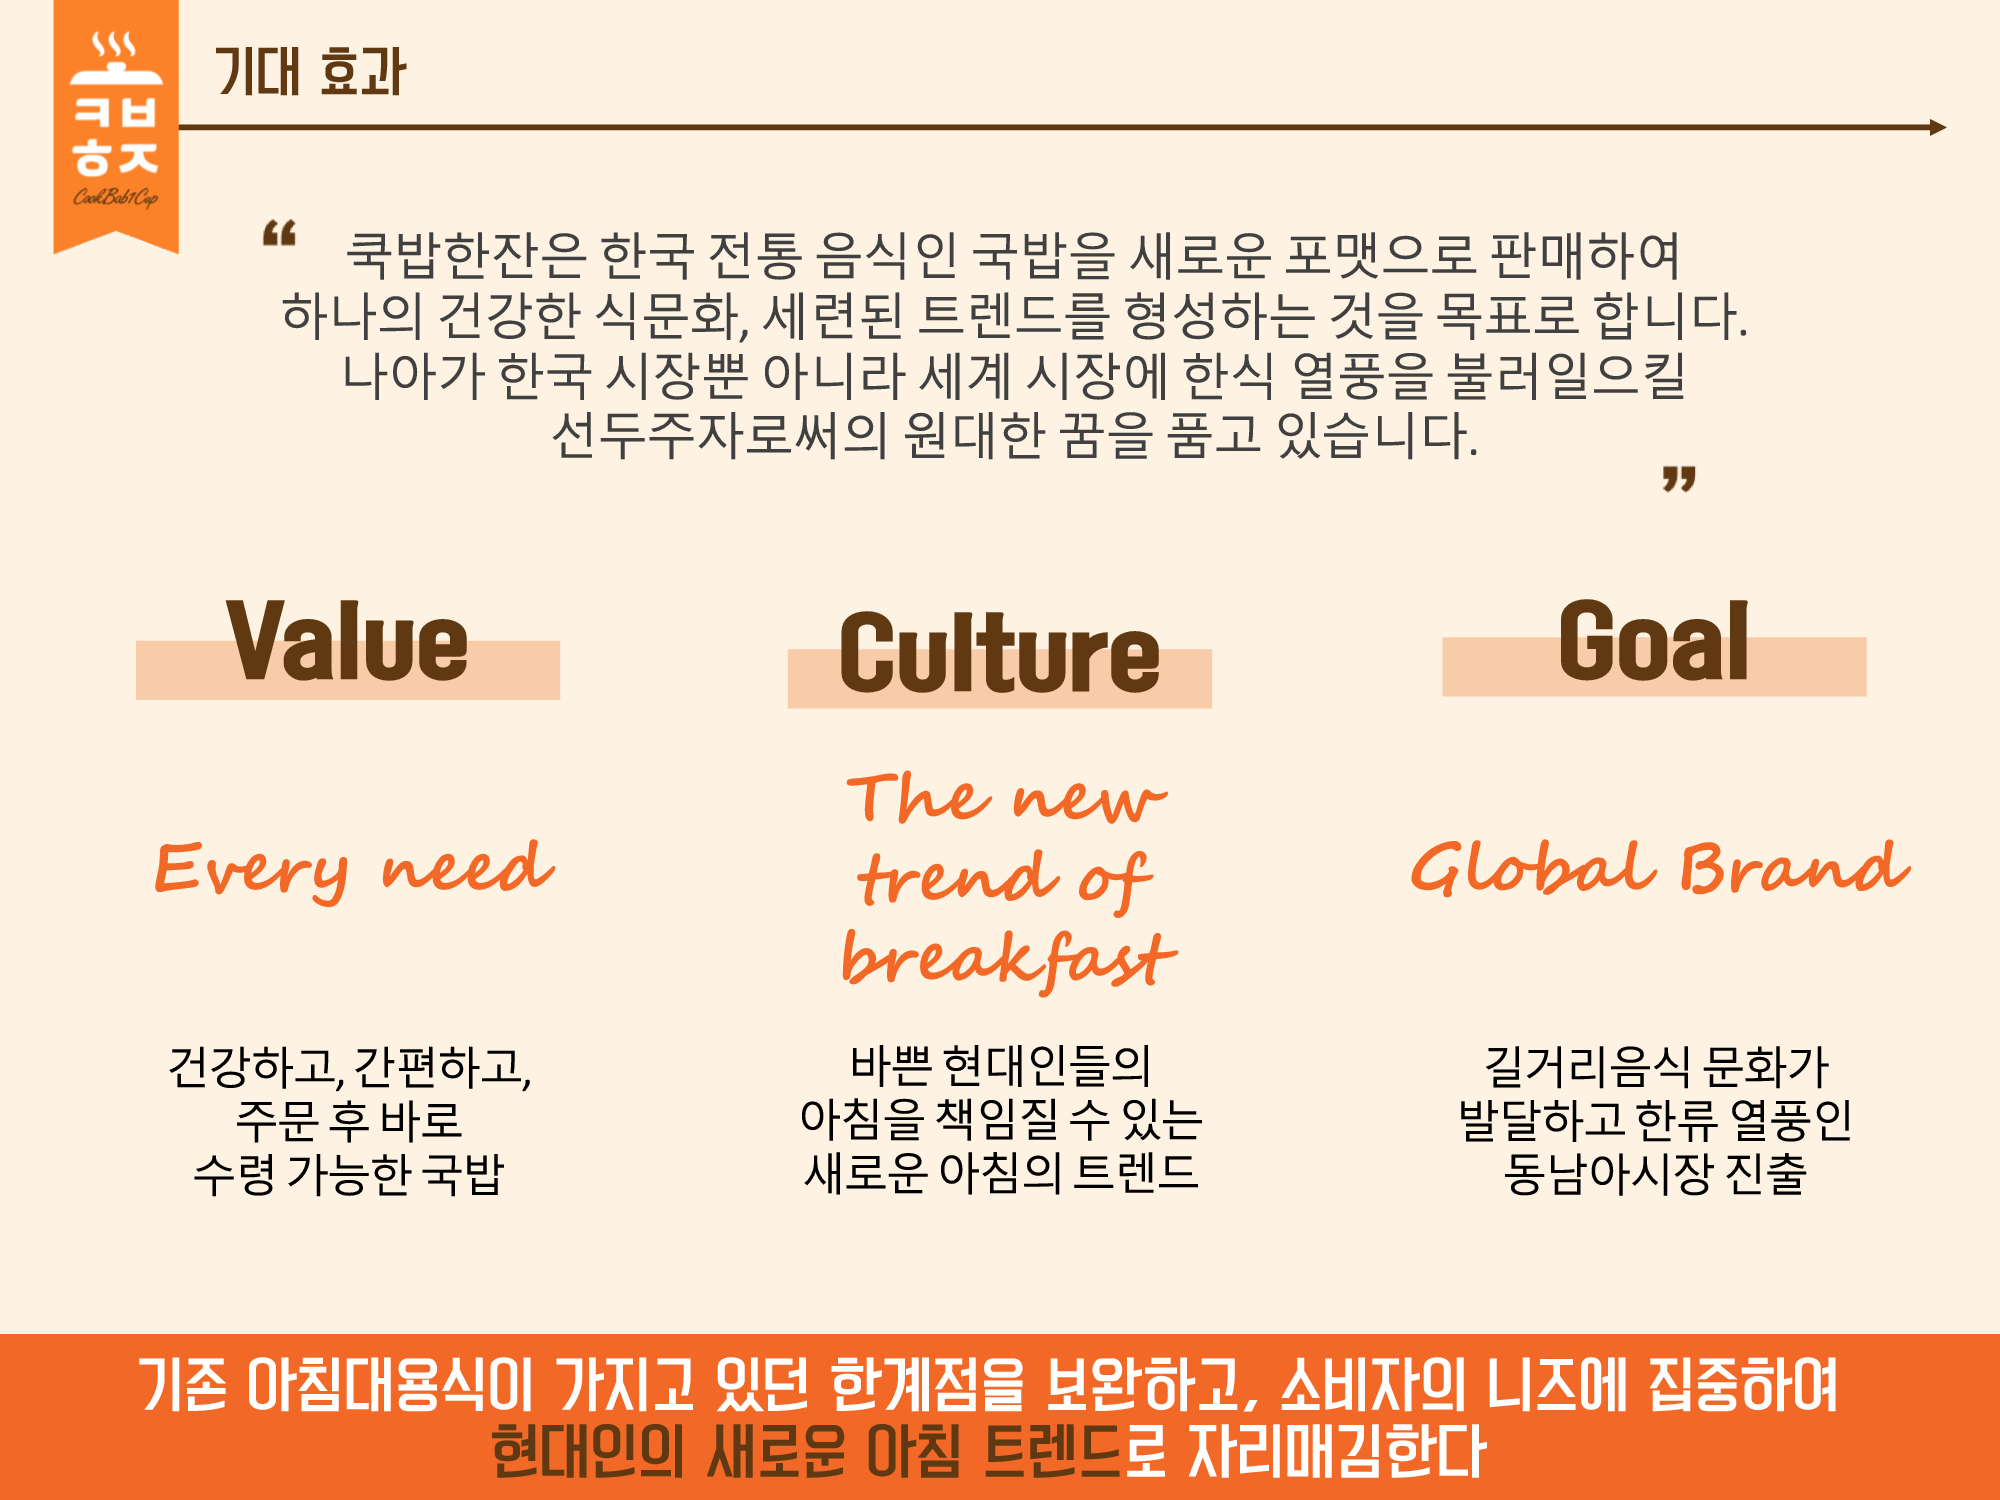 ㅋㅂ
ㅎㅈ
CookBab1Cup
기대 효과
“
쿡밥한잔은 한국 전통 음식인 국밥을 새로운 포맷으로 판매하여
하나의 건강한 식문화, 세련된 트렌드를 형성하는 것을 목표로 합니다.
나아가 한국 시장뿐 아니라 세계 시장에 한식 열풍을 불러일으킬
선두주자로써의 원대한 꿈을 품고 있습니다.
”
Value
Every need
건강하고, 간편하고,
주문 후 바로
수령 가능한 국밥
Culture
The new
trend of
breakfast
바쁜 현대인들의
아침을 책임질 수 있는
새로운 아침의 트렌드
Goal
Global Brand
길거리음식 문화가
발달하고 한류 열풍인
동남아시장 진출
기존 아침대용식이 가지고 있던 한계점을 보완하고, 소비자의 니즈에 집중하여
현대인의 새로운 아침 트렌드로 자리매김한다